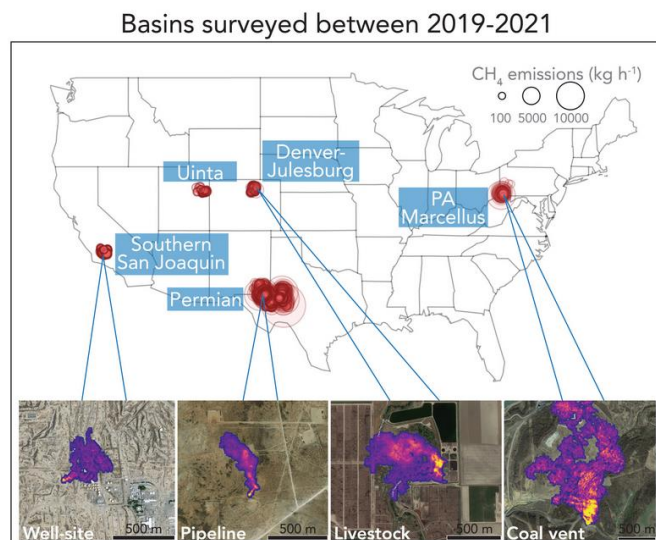 Basins surveyed between 2019-2021
CH₄ emissions (kg h⁻¹)
100 5000 10000
Uinta
Denver-
Julesburg
PA
Marcellus
Southern
San Joaquin
Permian
Well-site
500 m
Pipeline
500 m
Livestock
500 m
Coal vent
500 m